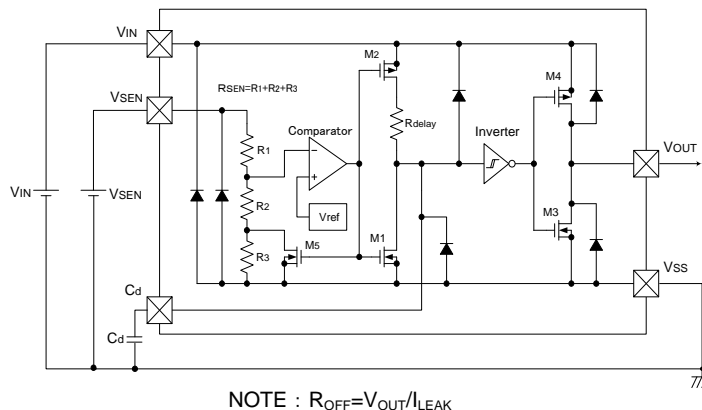 VIN
M2
RSEN=R1+R2+R3
M4
VSEN
Comparator
Rdelay
Inverter
R1
−
+
VOUT
VIN
VSEN
R2
Vref
M1
M3
M5
R3
Cd
VSS
Cd
NOTE : ROFF=VOUT/ILEAK